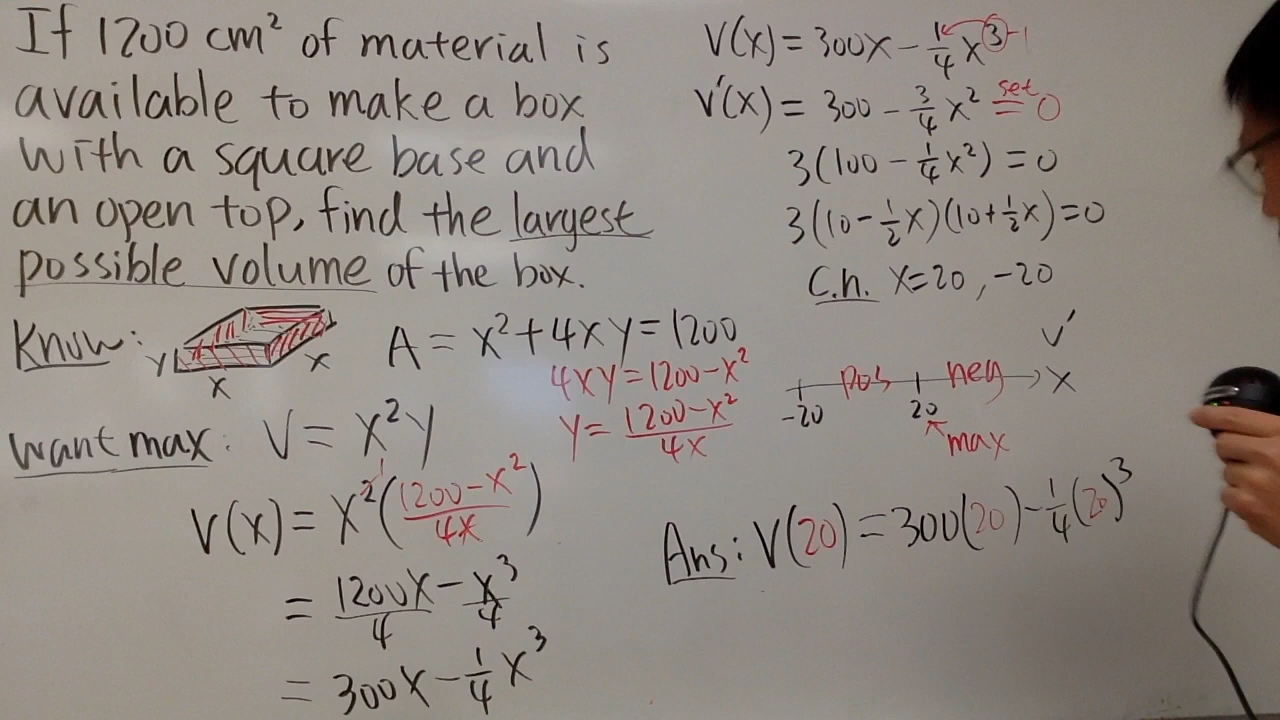 If 1200 cm² of material is
available to make a box
with a square base and
an open top, find the largest
possible volume of the box.
Know:
y
x
x
A = x² + 4xy = 1200
4xy = 1200 - x²
y = (1200 - x²)/(4x)
Want max: V = x²y
V(x) = x²((1200 - x²)/(4x))
= 1200x/4 - x³/4
= 300x - 1/4 x³
V(x) = 300x - 1/4 x³ -1
V'(x) = 300 - 3/4 x² set = 0
3(100 - 1/4 x²) = 0
3(10 - 1/2 x)(10 + 1/2 x) = 0
C.n. x = 20, -20
V'
pos neg x
-20 20
max
Ans: V(20) = 300(20) - 1/4 (20)³